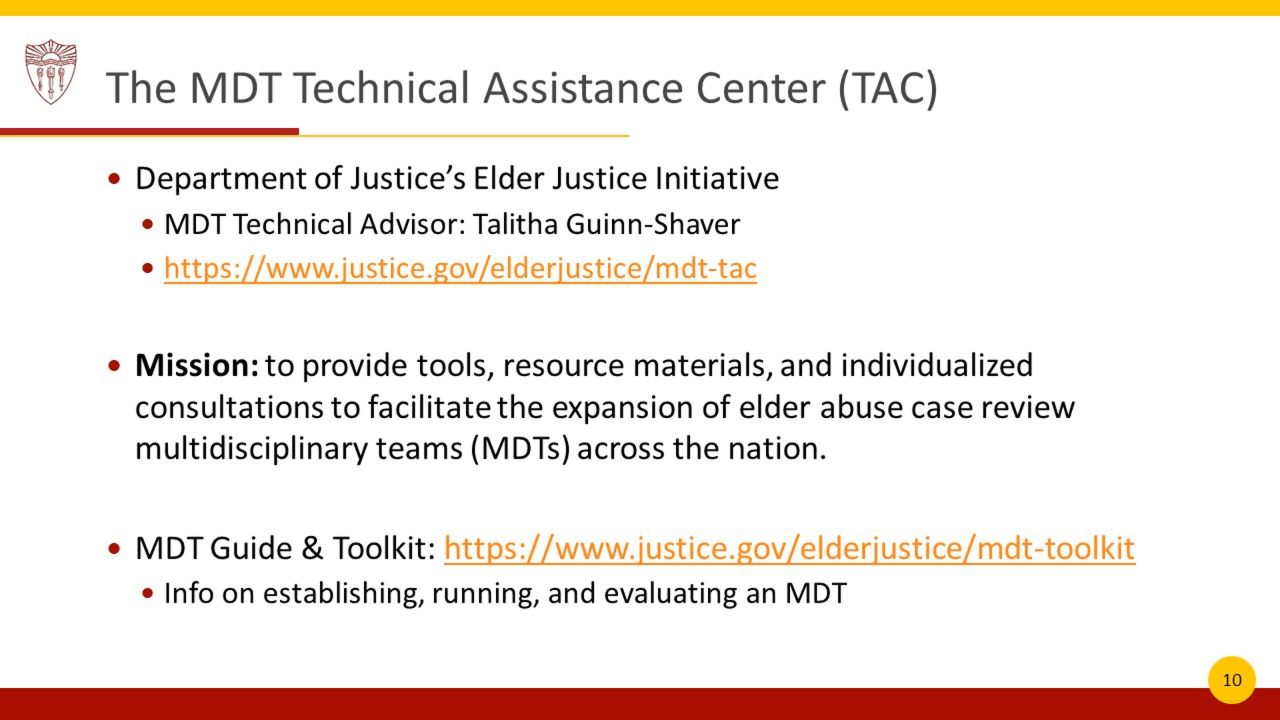 The MDT Technical Assistance Center (TAC)
• Department of Justice’s Elder Justice Initiative
• MDT Technical Advisor: Talitha Guinn-Shaver
• https://www.justice.gov/elderjustice/mdt-tac
• Mission: to provide tools, resource materials, and individualized
consultations to facilitate the expansion of elder abuse case review
multidisciplinary teams (MDTs) across the nation.
• MDT Guide & Toolkit: https://www.justice.gov/elderjustice/mdt-toolkit
• Info on establishing, running, and evaluating an MDT
10